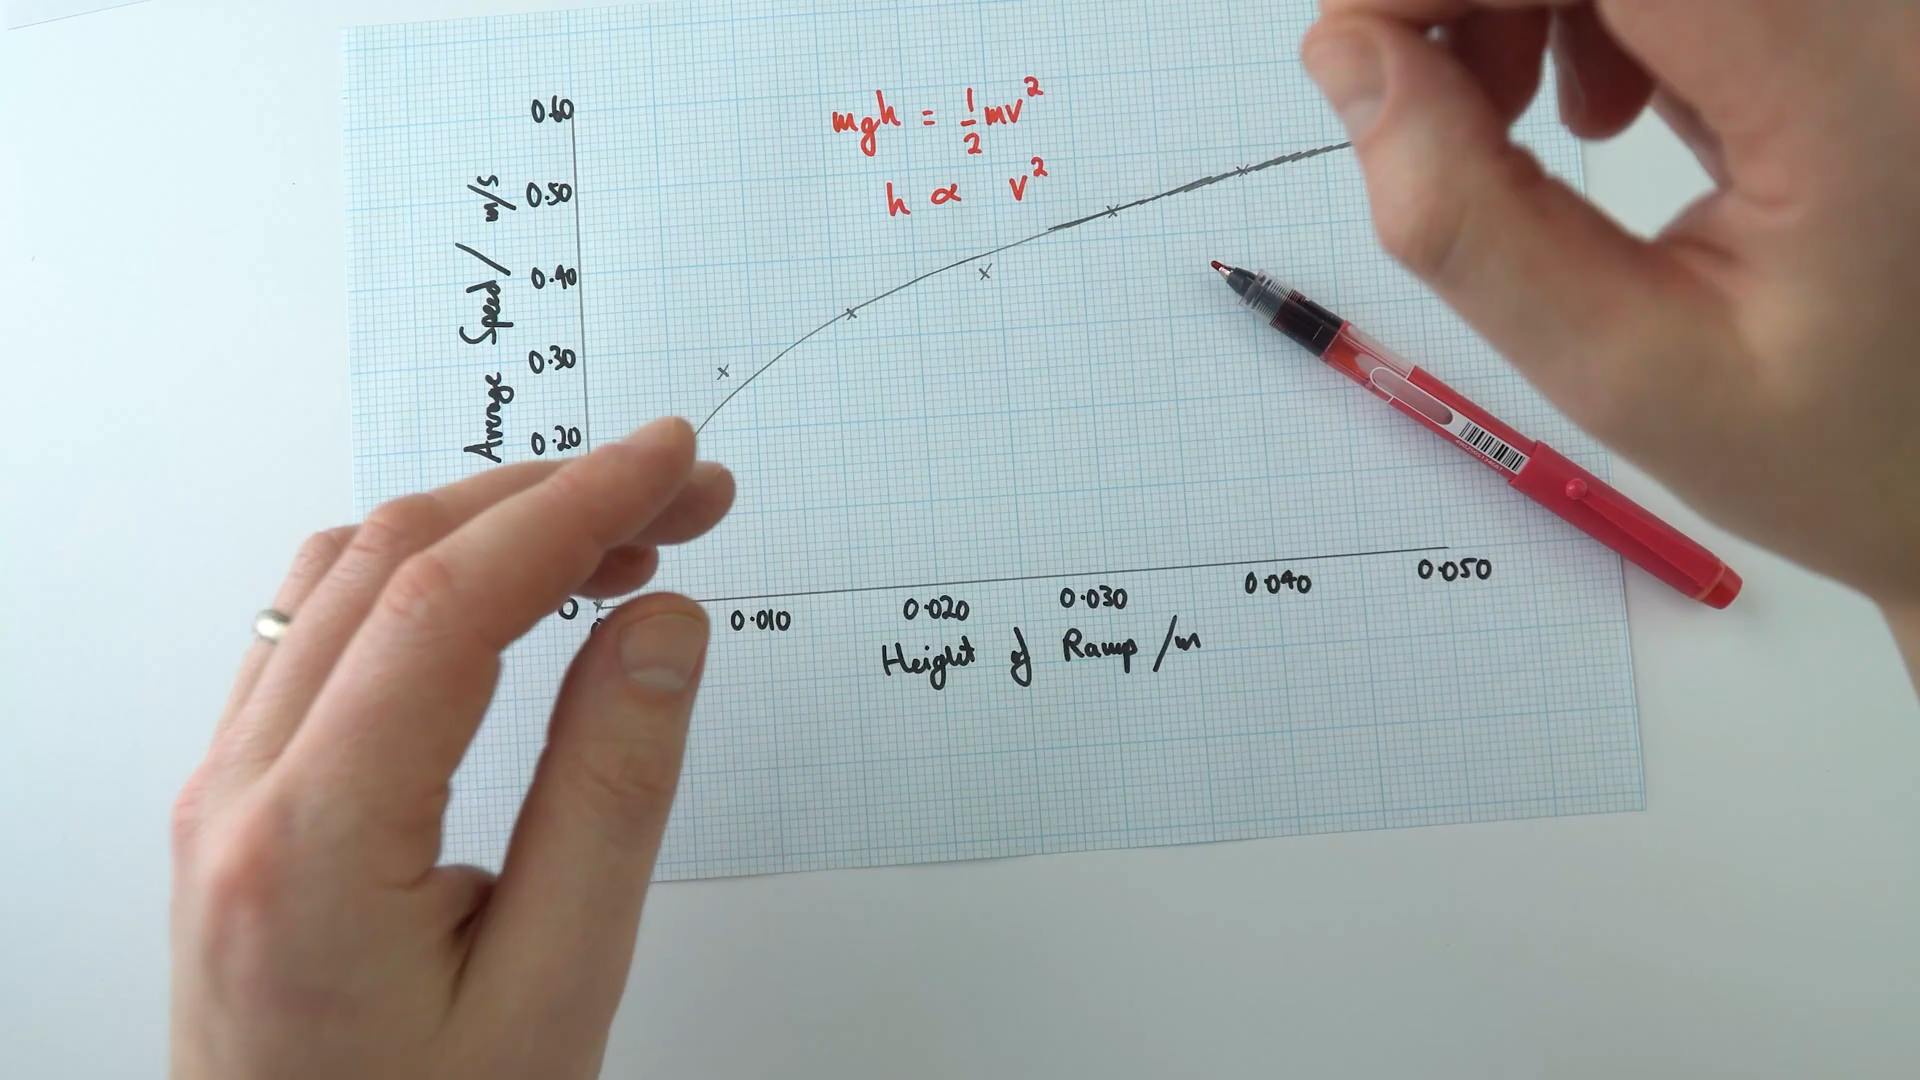 mgh = 1/2 mv²
h ∝ v²
Average Speed / m/s
0.60
0.50
0.40
0.30
0.20
0
0.010
0.020
0.030
0.040
0.050
Height of Ramp /m